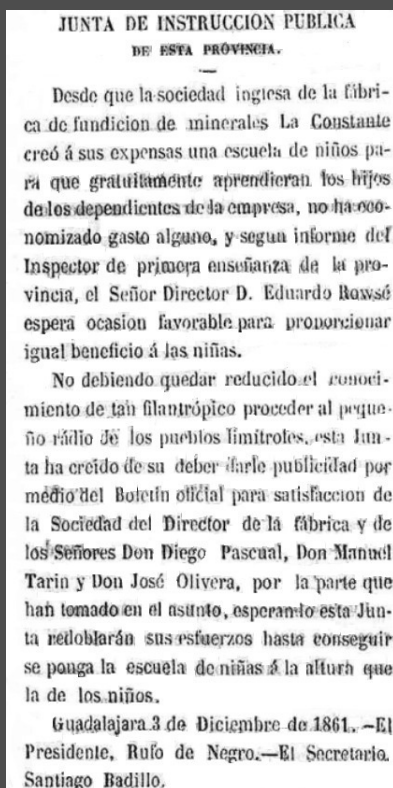 JUNTA DE INSTRUCCION PUBLICA
DE ESTA PROVINCIA.
Desde que la sociedad inglesa de la fábri-
ca de fundicion de minerales La Constante
creó á sus expensas una escuela de niños pa-
ra que gratuitamente aprendieran los hijos
de los dependientes de la empresa, no ha eco-
nomizado gasto alguno, y segun informe del
Inspector de primera enseñanza de la pro-
vincia, el Señor Director D. Eduardo Rowsé
espera ocasion favorable para proporcionar
igual beneficio á las niñas.
No debiendo quedar reducido el conoci-
miento de tan filantrópico proceder al peque-
ño rádio de los pueblos limitrofes, esta Jun-
ta ha creido de su deber darle publicidad por
medio del Boletin oficial para satisfaccion de
la Sociedad del Director de la fábrica y de
los Señores Don Diego Pascual, Don Manuel
Tarin y Don José Olivera, por la parte que
han tomado en el asunto, esperando esta Jun-
ta redoblarán sus esfuerzos hasta conseguir
se ponga la escuela de niñas á la altura que
la de los niños.
Guadalajara 3 de Diciembre de 1861.—El
Presidente, Rufo de Negro.—El Secretario.
Santiago Badillo.